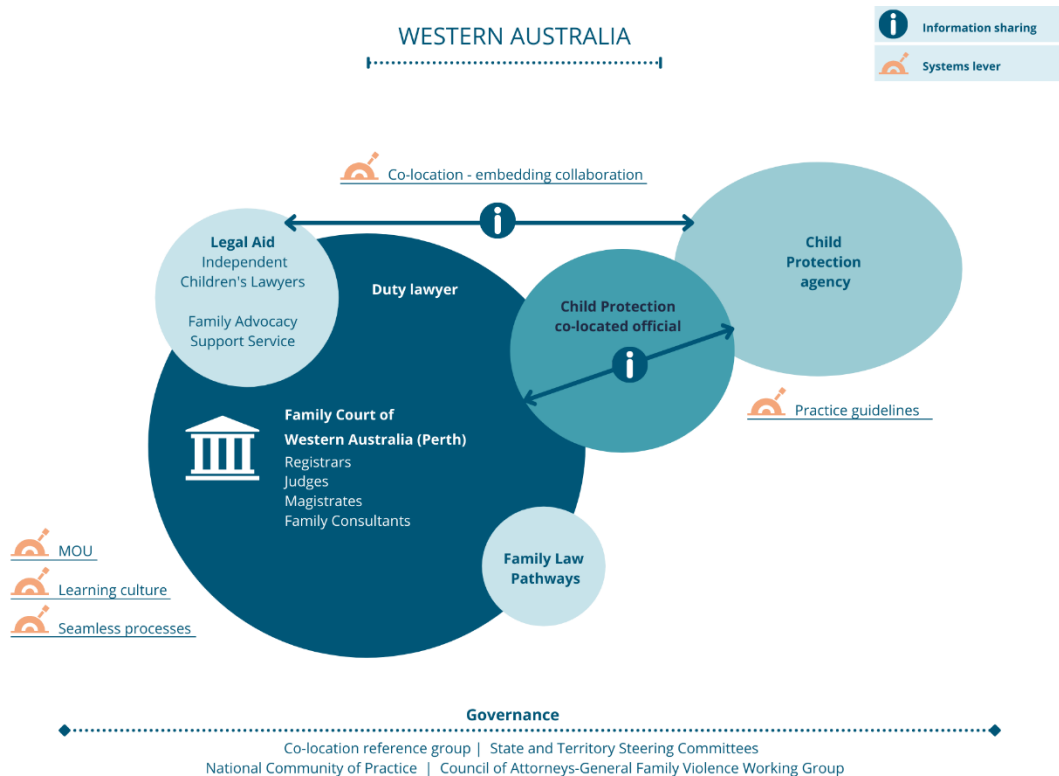 WESTERN AUSTRALIA
Information sharing
Systems lever
Co-location - embedding collaboration
Legal Aid
Independent
Children's Lawyers
Family Advocacy
Support Service
Duty lawyer
Child Protection
co-located official
Child
Protection
agency
Practice guidelines
Family Court of
Western Australia (Perth)
Registrars
Judges
Magistrates
Family Consultants
Family Law
Pathways
MOU
Learning culture
Seamless processes
Governance
Co-location reference group | State and Territory Steering Committees
National Community of Practice | Council of Attorneys-General Family Violence Working Group